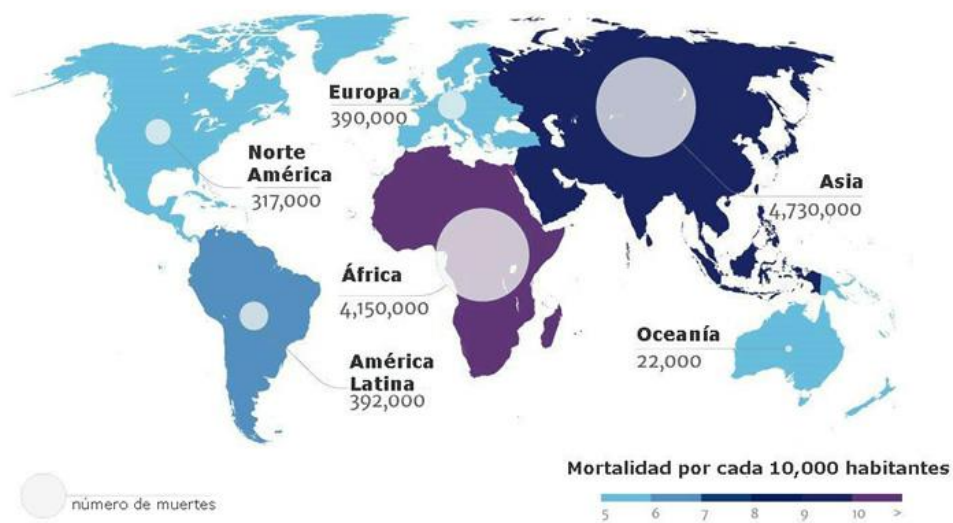 Europa
390,000
Norte
América
317,000
Asia
4,730,000
África
4,150,000
Oceanía
22,000
América
Latina
392,000
Mortalidad por cada 10,000 habitantes
número de muertes
5 6 7 8 9 10 >